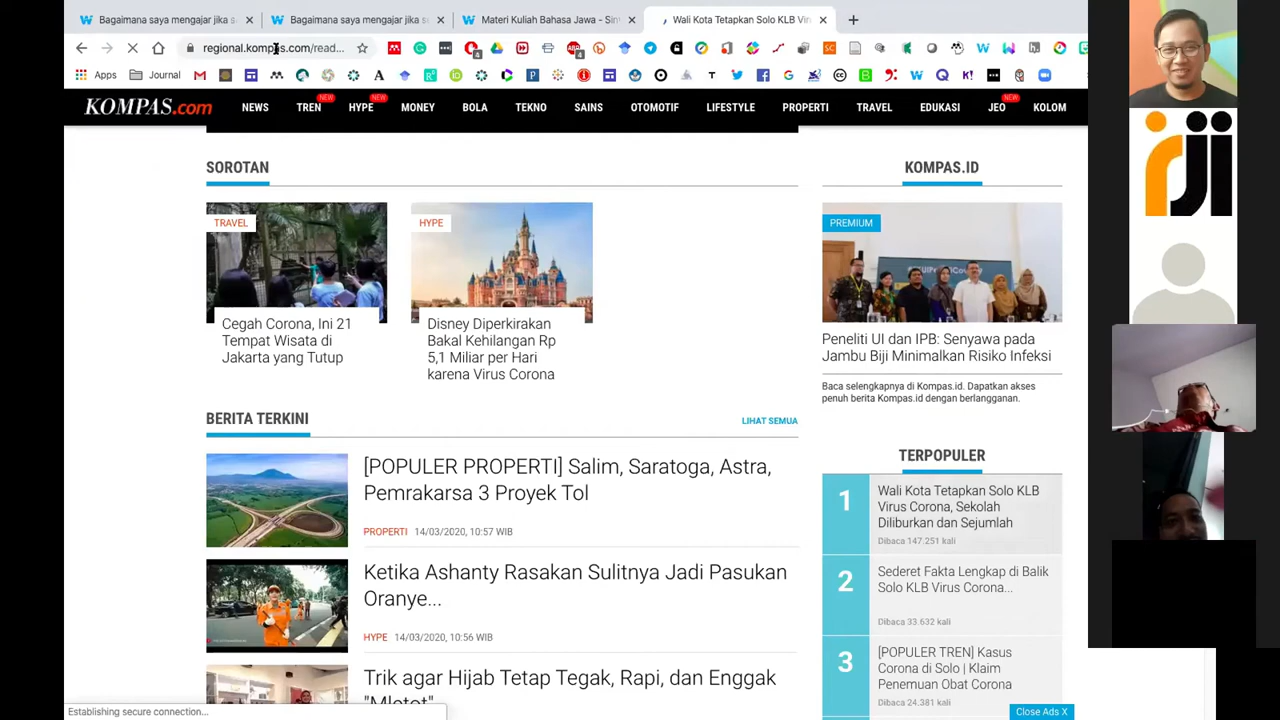 Bagaimana saya mengajar jika s
Bagaimana saya mengajar jika s
Materi Kuliah Bahasa Jawa - Sin
Wali Kota Tetapkan Solo KLB Vir
regional.kompas.com/read...
Apps
Journal
KOMPAS.com
NEWS
TREN
NEW
HYPE
NEW
MONEY
BOLA
TEKNO
SAINS
OTOMOTIF
LIFESTYLE
PROPERTI
TRAVEL
EDUKASI
JEO
NEW
KOLOM
SOROTAN
TRAVEL
Cegah Corona, Ini 21
Tempat Wisata di
Jakarta yang Tutup
HYPE
Disney Diperkirakan
Bakal Kehilangan Rp
5,1 Miliar per Hari
karena Virus Corona
KOMPAS.ID
PREMIUM
Peneliti UI dan IPB: Senyawa pada
Jambu Biji Minimalkan Risiko Infeksi
Baca selengkapnya di Kompas.id. Dapatkan akses
penuh berita Kompas.id dengan berlangganan.
BERITA TERKINI
LIHAT SEMUA
[POPULER PROPERTI] Salim, Saratoga, Astra,
Pemrakarsa 3 Proyek Tol
PROPERTI 14/03/2020, 10:57 WIB
Ketika Ashanty Rasakan Sulitnya Jadi Pasukan
Oranye...
HYPE 14/03/2020, 10:56 WIB
Trik agar Hijab Tetap Tegak, Rapi, dan Enggak
"Mletot"
TERPOPULER
1
Wali Kota Tetapkan Solo KLB
Virus Corona, Sekolah
Diliburkan dan Sejumlah
Dibaca 147.251 kali
2
Sederet Fakta Lengkap di Balik
Solo KLB Virus Corona...
Dibaca 33.632 kali
3
[POPULER TREN] Kasus
Corona di Solo | Klaim
Penemuan Obat Corona
Dibaca 24.381 kali
Establishing secure connection...
Close Ads X
rji